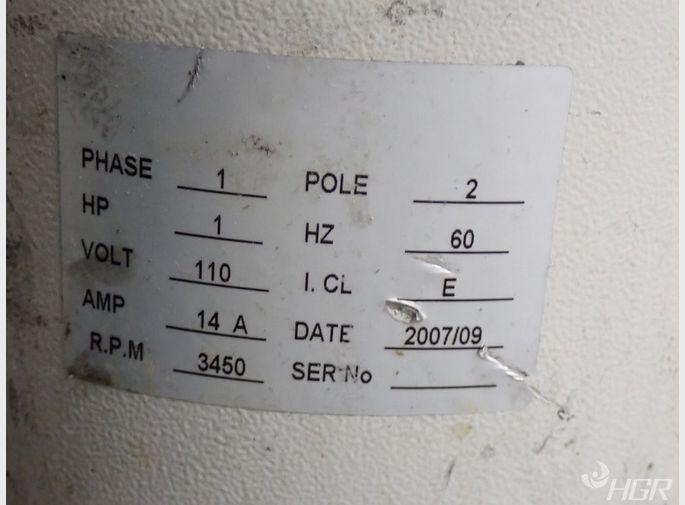 PHASE 1 POLE 2
HP 1 HZ 60
VOLT 110 I. CL E
AMP 14 A DATE 2007/09
R.P.M 3450 SER No
HGR